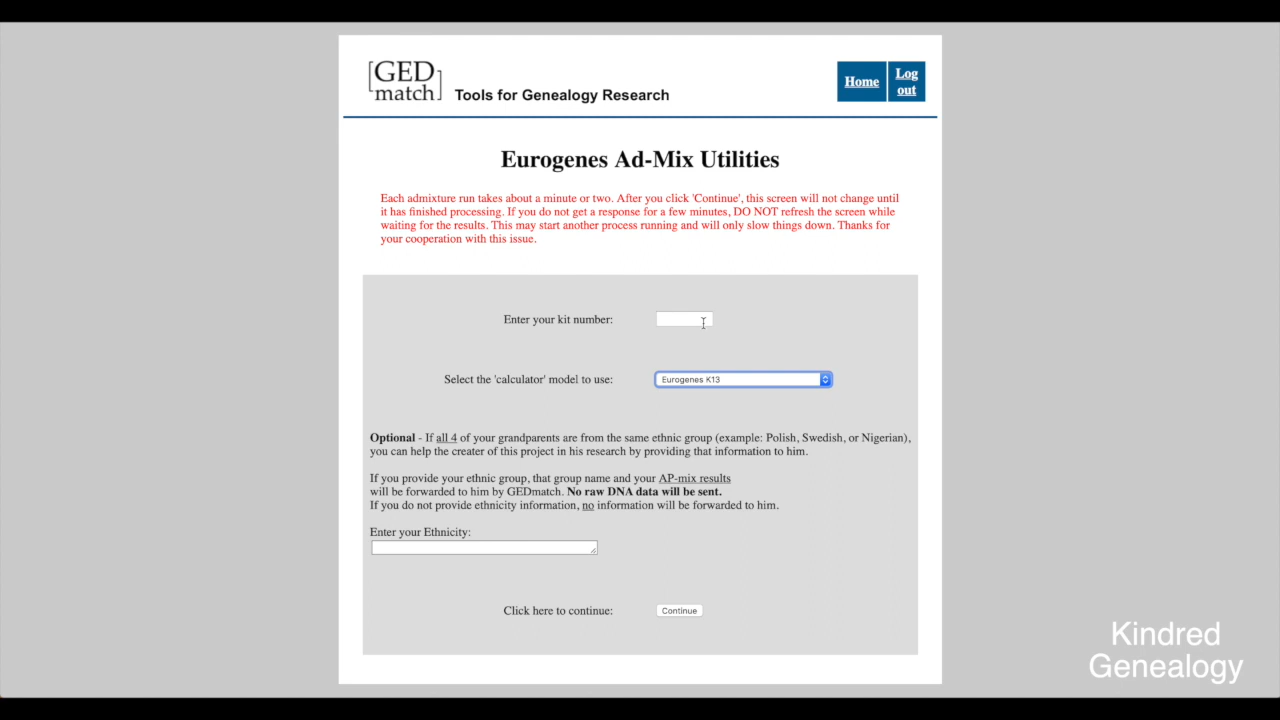 [GED
match]
Tools for Genealogy Research
Home
Log
out
Eurogenes Ad-Mix Utilities
Each admixture run takes about a minute or two. After you click 'Continue', this screen will not change until
it has finished processing. If you do not get a response for a few minutes, DO NOT refresh the screen while
waiting for the results. This may start another process running and will only slow things down. Thanks for
your cooperation with this issue.
Enter your kit number:
Select the 'calculator' model to use:
Eurogenes K13
Optional - If all 4 of your grandparents are from the same ethnic group (example: Polish, Swedish, or Nigerian),
you can help the creator of this project in his research by providing that information to him.
If you provide your ethnic group, that group name and your AP-mix results
will be forwarded to him by GEDmatch. No raw DNA data will be sent.
If you do not provide ethnicity information, no information will be forwarded to him.
Enter your Ethnicity:
Click here to continue:
Continue
Kindred
Genealogy